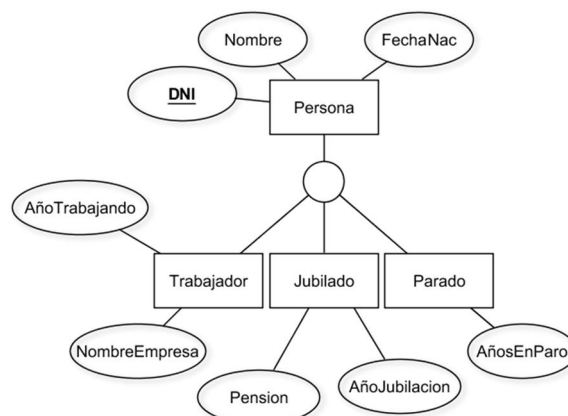 Nombre
FechaNac
DNI
Persona
AñoTrabajando
Trabajador
Jubilado
Parado
NombreEmpresa
AñosEnParo
Pension
AñoJubilacion